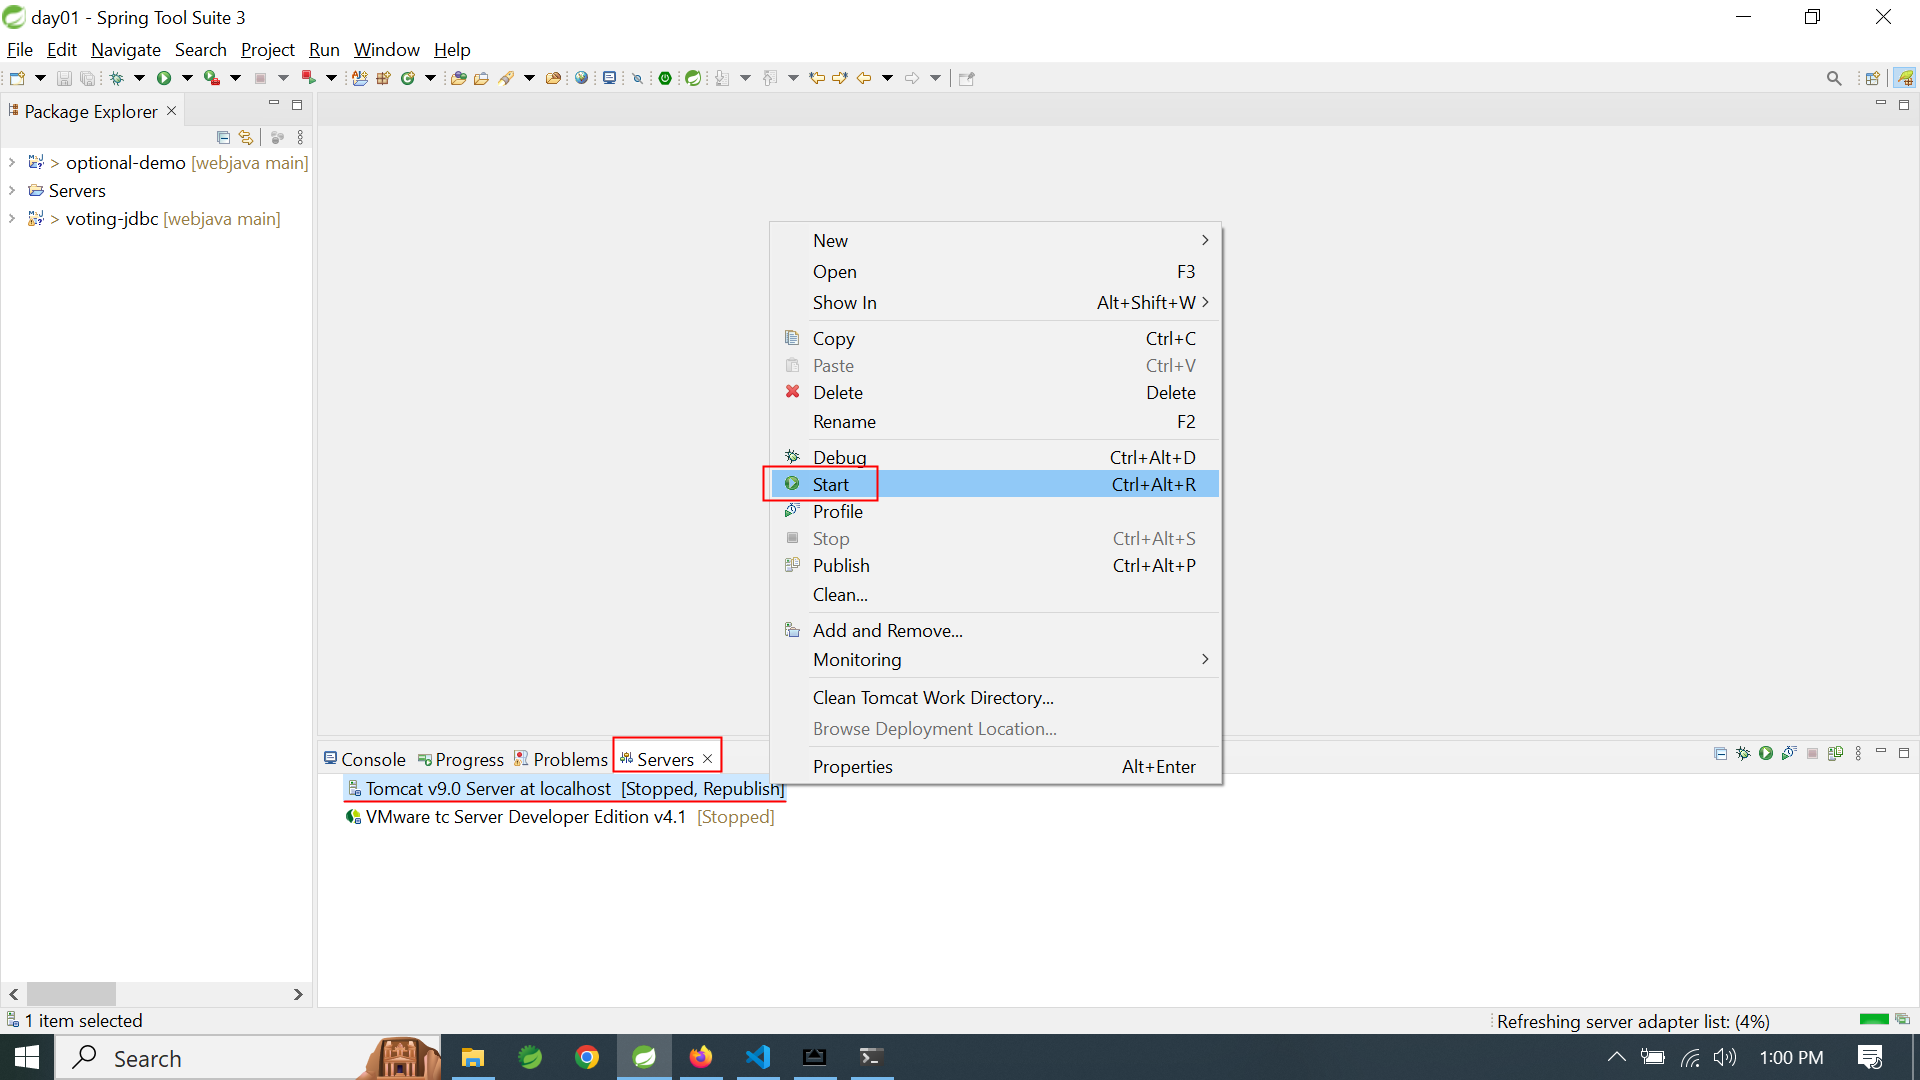 day01 - Spring Tool Suite 3
File Edit Navigate Search Project Run Window Help
Package Explorer
> optional-demo [webjava main]
Servers
> voting-jdbc [webjava main]
New
Open F3
Show In Alt+Shift+W
Copy Ctrl+C
Paste Ctrl+V
Delete Delete
Rename F2
Debug Ctrl+Alt+D
Start Ctrl+Alt+R
Profile
Stop Ctrl+Alt+S
Publish Ctrl+Alt+P
Clean...
Add and Remove...
Monitoring
Clean Tomcat Work Directory...
Browse Deployment Location...
Properties Alt+Enter
Console Progress Problems Servers
Tomcat v9.0 Server at localhost [Stopped, Republish]
VMware tc Server Developer Edition v4.1 [Stopped]
1 item selected
Refreshing server adapter list: (4%)
Search
1:00 PM